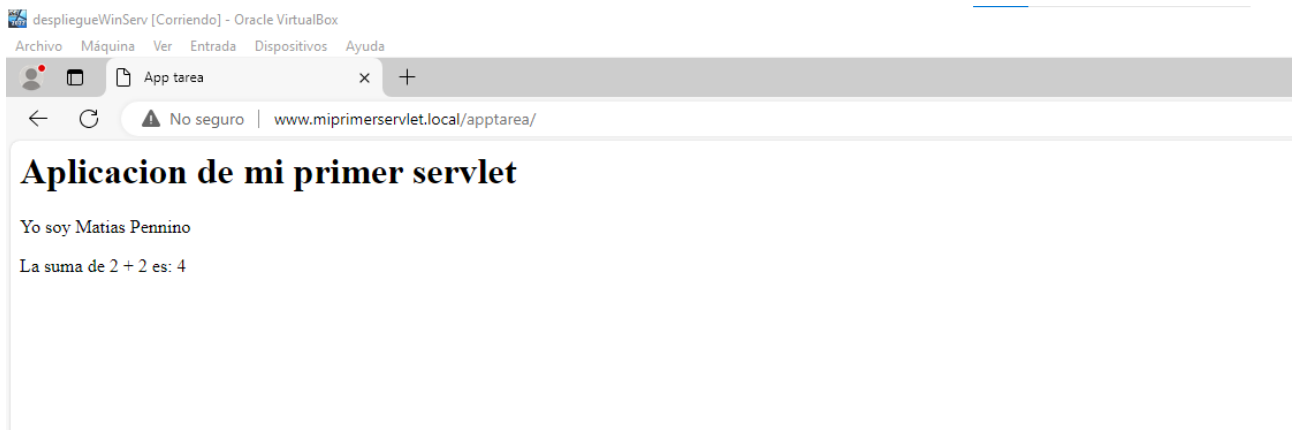 despliegueWinServ [Corriendo] - Oracle VirtualBox
Archivo Máquina Ver Entrada Dispositivos Ayuda
App tarea
No seguro | www.miprimerservlet.local/apptarea/
Aplicacion de mi primer servlet
Yo soy Matias Pennino
La suma de 2 + 2 es: 4